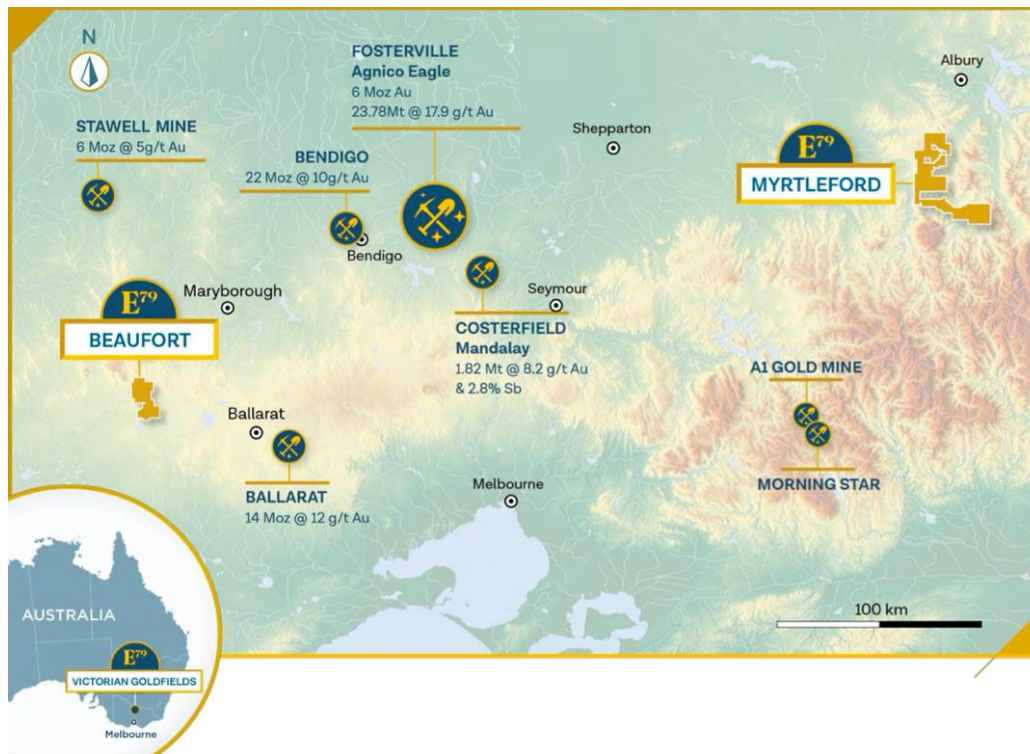 N
FOSTERVILLE
Agnico Eagle
6 Moz Au
23.78Mt @ 17.9 g/t Au
Albury
STAWELL MINE
6 Moz @ 5g/t Au
Shepparton
BENDIGO
22 Moz @ 10g/t Au
E79
MYRTLEFORD
Bendigo
E79
BEAUFORT
Maryborough
Seymour
COSTERFIELD
Mandalay
1.82 Mt @ 8.2 g/t Au
& 2.8% Sb
A1 GOLD MINE
MORNING STAR
Ballarat
BALLARAT
14 Moz @ 12 g/t Au
Melbourne
100 km
AUSTRALIA
E79
VICTORIAN GOLDFIELDS
Melbourne